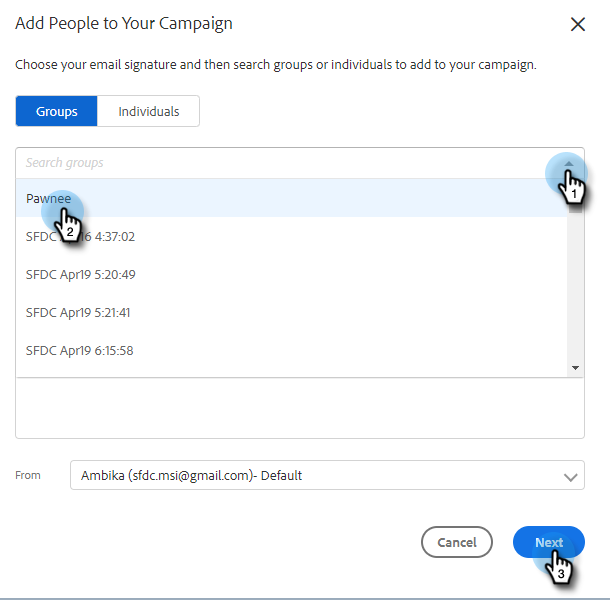 Add People to Your Campaign
Choose your email signature and then search groups or individuals to add to your campaign.
Groups Individuals
Search groups
1
Pawnee
2
SFDC 16 4:37:02
SFDC Apr19 5:20:49
SFDC Apr19 5:21:41
SFDC Apr19 6:15:58
From Ambika (sfdc.msi@gmail.com)- Default
Cancel Next
3